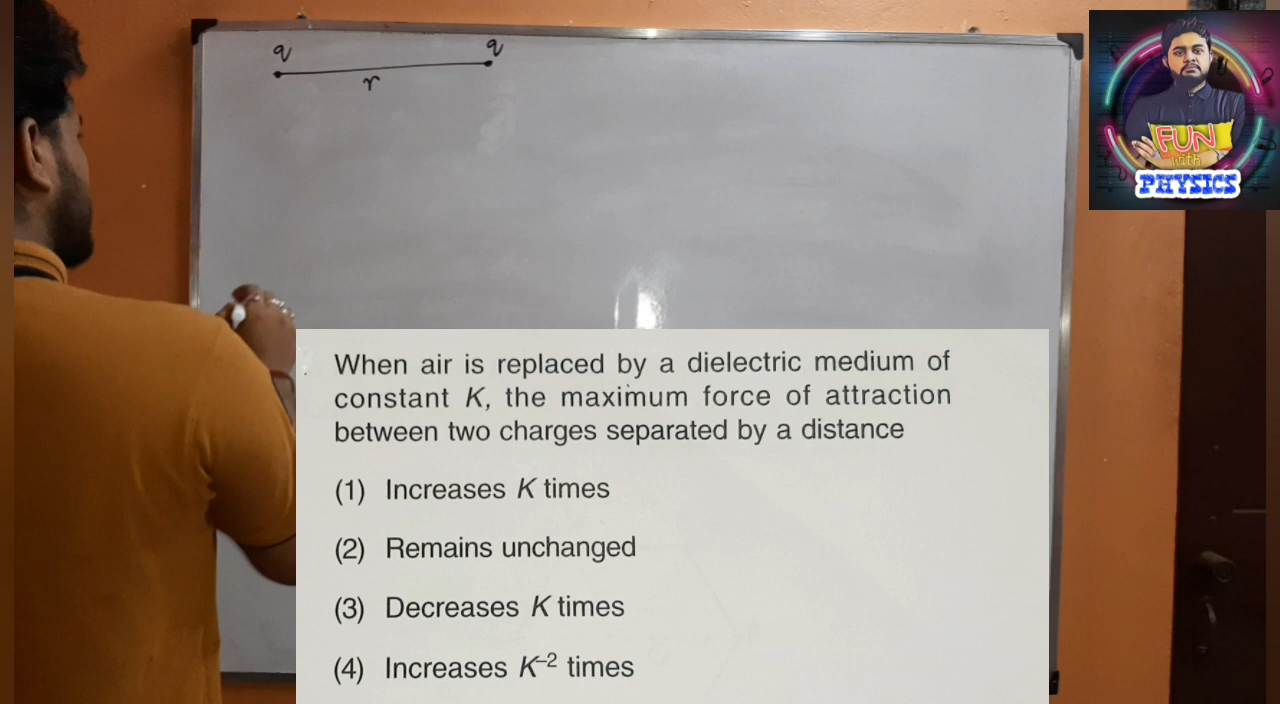 q q
r
FUN
with
PHYSICS
When air is replaced by a dielectric medium of
constant K, the maximum force of attraction
between two charges separated by a distance
(1) Increases K times
(2) Remains unchanged
(3) Decreases K times
(4) Increases K⁻² times